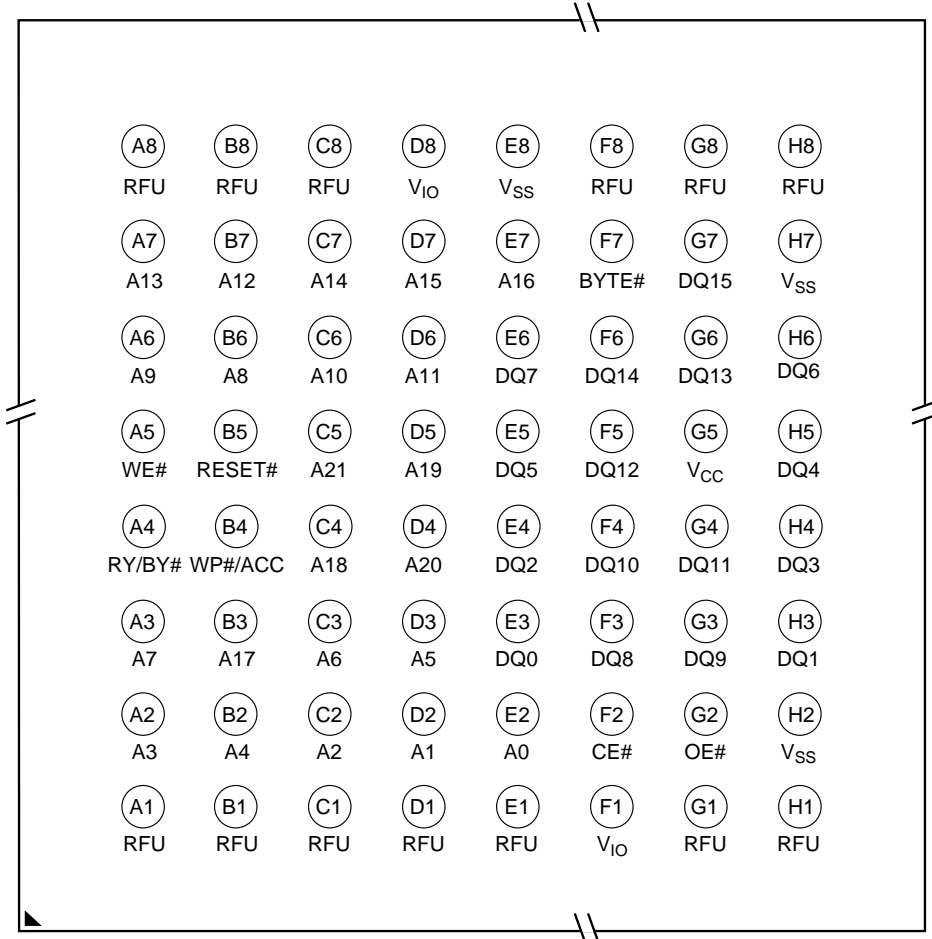 A8 B8 C8 D8 E8 F8 G8 H8
RFU RFU RFU VIO VSS RFU RFU RFU
A7 B7 C7 D7 E7 F7 G7 H7
A13 A12 A14 A15 A16 BYTE# DQ15 VSS
A6 B6 C6 D6 E6 F6 G6 H6
A9 A8 A10 A11 DQ7 DQ14 DQ13 DQ6
A5 B5 C5 D5 E5 F5 G5 H5
WE# RESET# A21 A19 DQ5 DQ12 VCC DQ4
A4 B4 C4 D4 E4 F4 G4 H4
RY/BY# WP#/ACC A18 A20 DQ2 DQ10 DQ11 DQ3
A3 B3 C3 D3 E3 F3 G3 H3
A7 A17 A6 A5 DQ0 DQ8 DQ9 DQ1
A2 B2 C2 D2 E2 F2 G2 H2
A3 A4 A2 A1 A0 CE# OE# VSS
A1 B1 C1 D1 E1 F1 G1 H1
RFU RFU RFU RFU RFU VIO RFU RFU